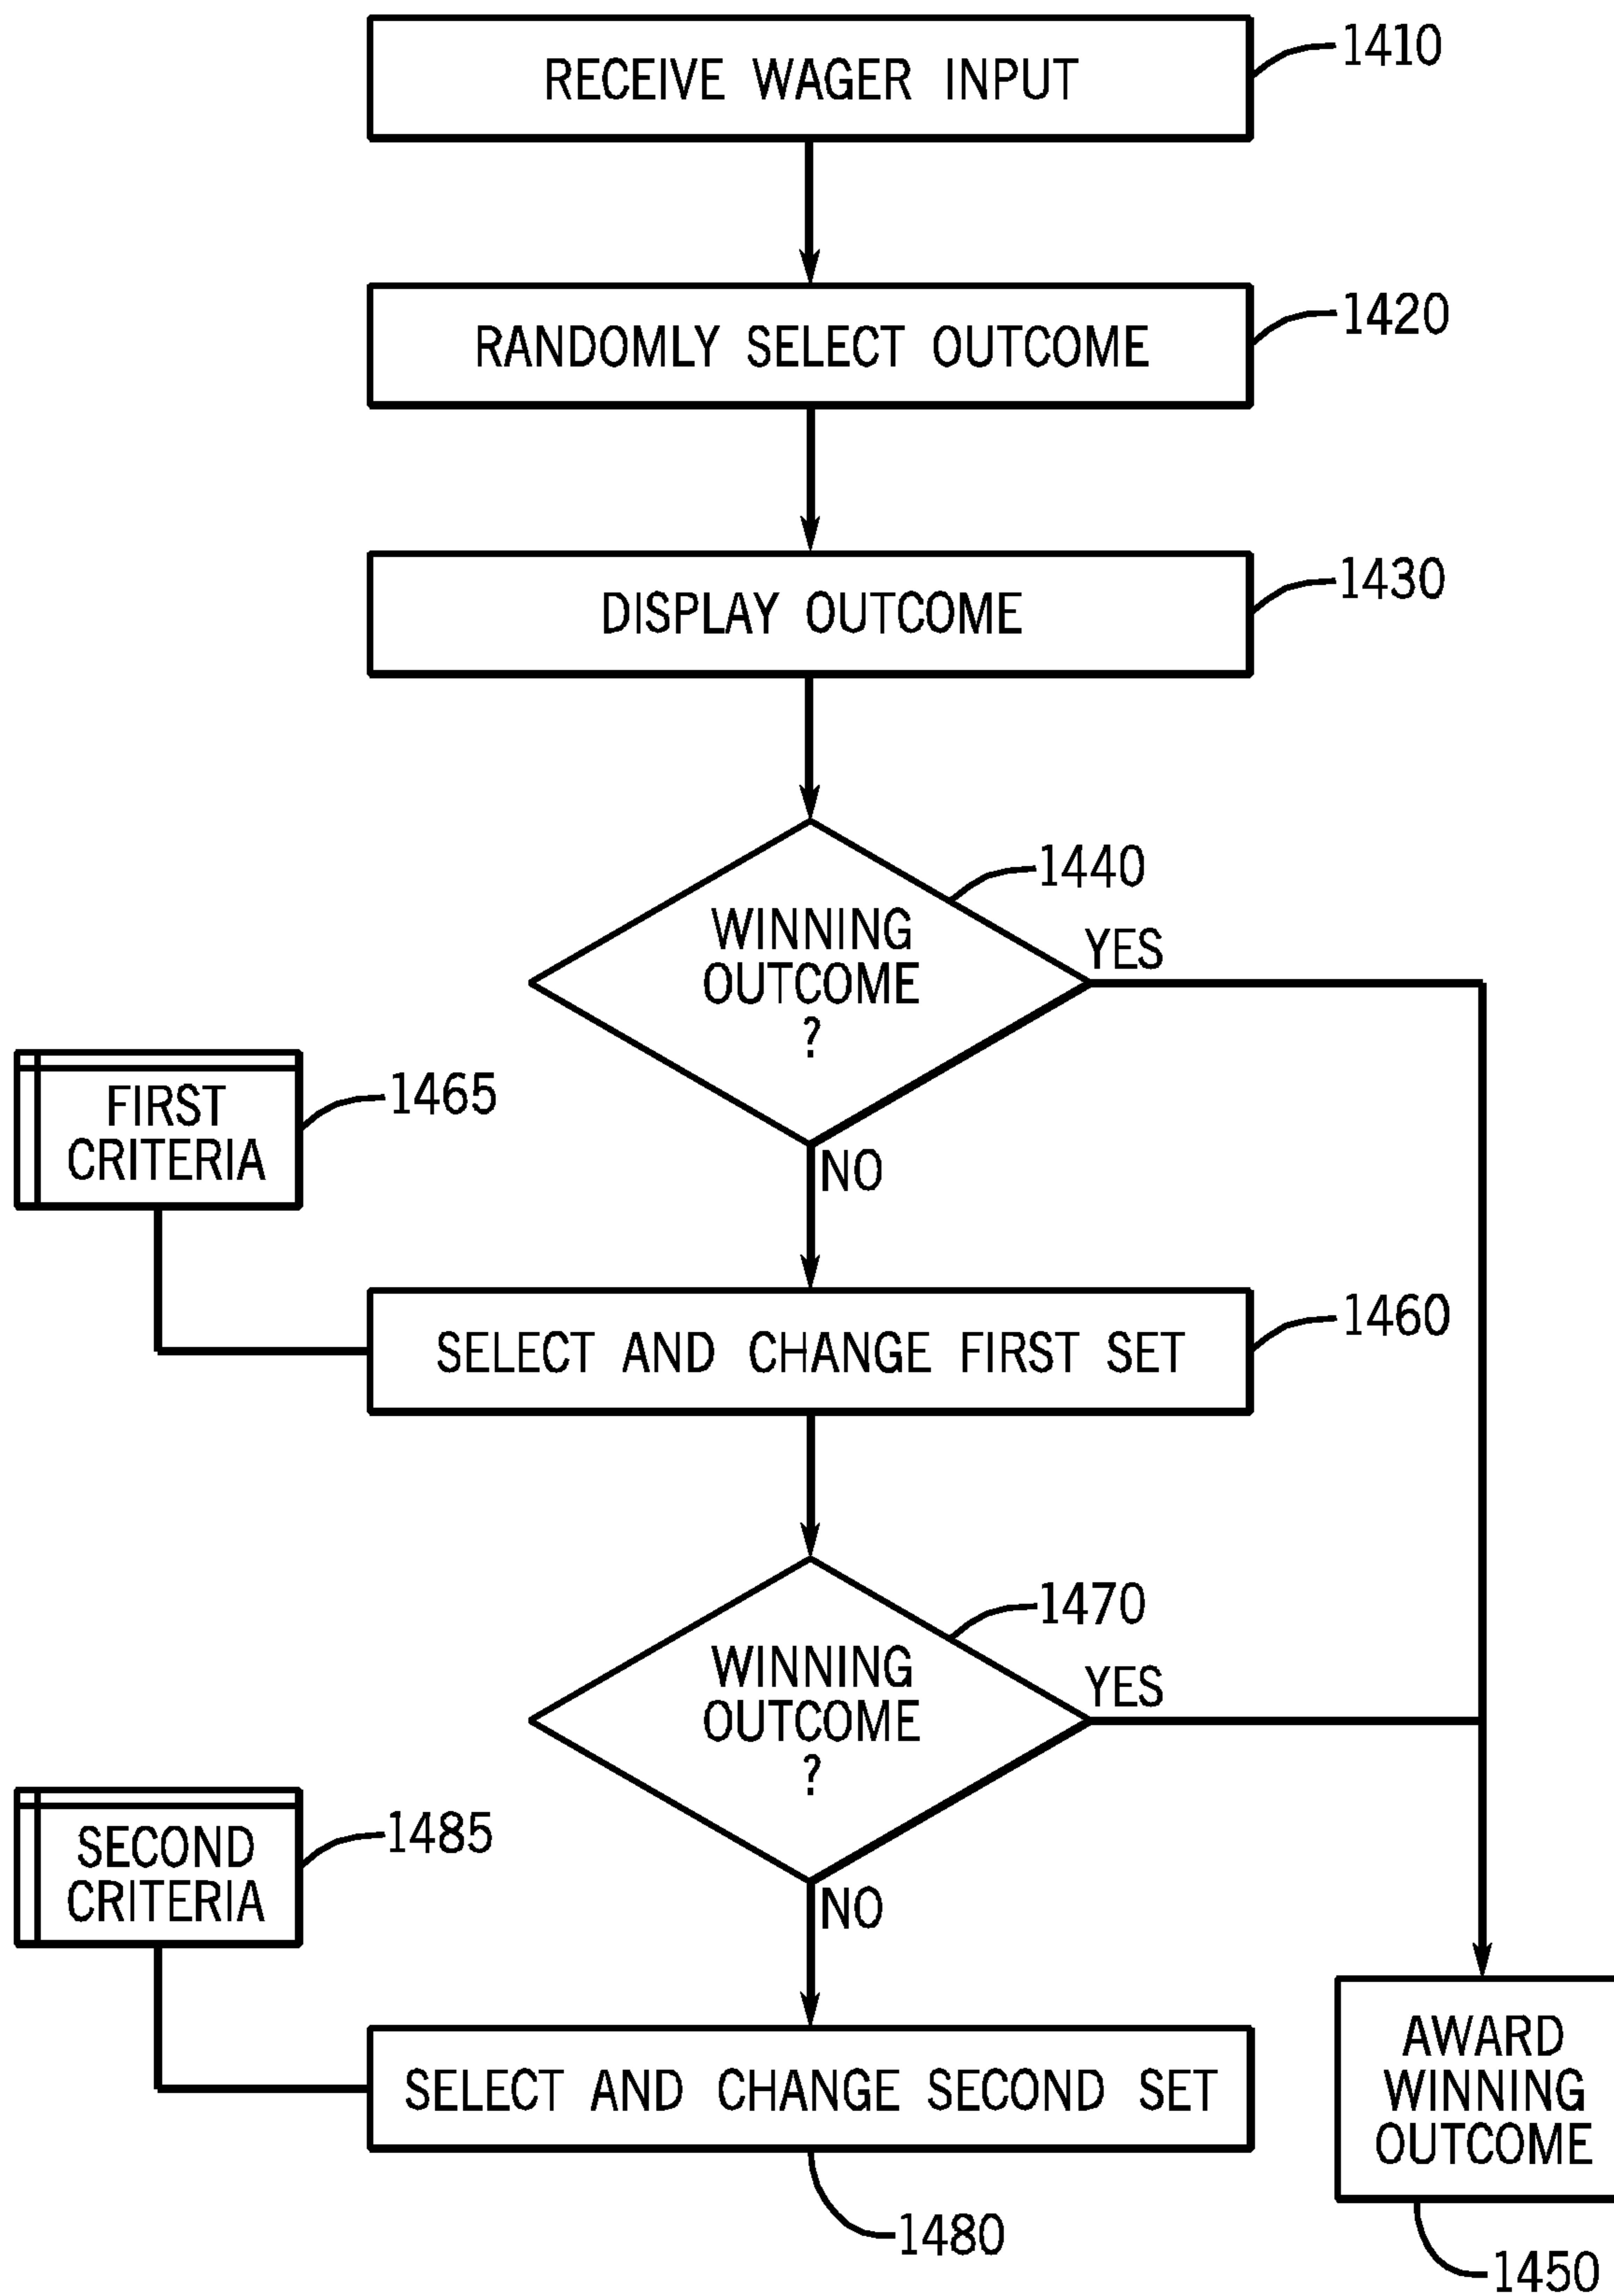 RECEIVE WAGER INPUT
1410
RANDOMLY SELECT OUTCOME
1420
DISPLAY OUTCOME
1430
1440
WINNING
OUTCOME
?
YES
NO
FIRST
CRITERIA
1465
SELECT AND CHANGE FIRST SET
1460
1470
WINNING
OUTCOME
?
YES
NO
SECOND
CRITERIA
1485
SELECT AND CHANGE SECOND SET
1480
AWARD
WINNING
OUTCOME
1450